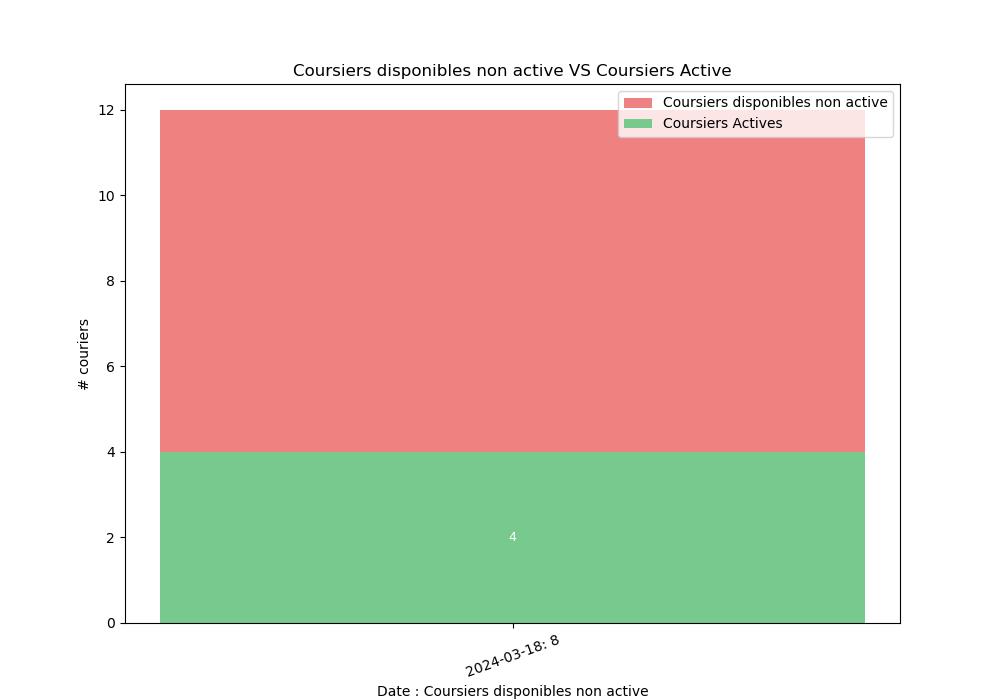 Coursiers disponibles non active VS Coursiers Active
Coursiers disponibles non active
Coursiers Actives
12
10
8
6
4
2
0
# couriers
4
2024-03-18: 8
Date : Coursiers disponibles non active